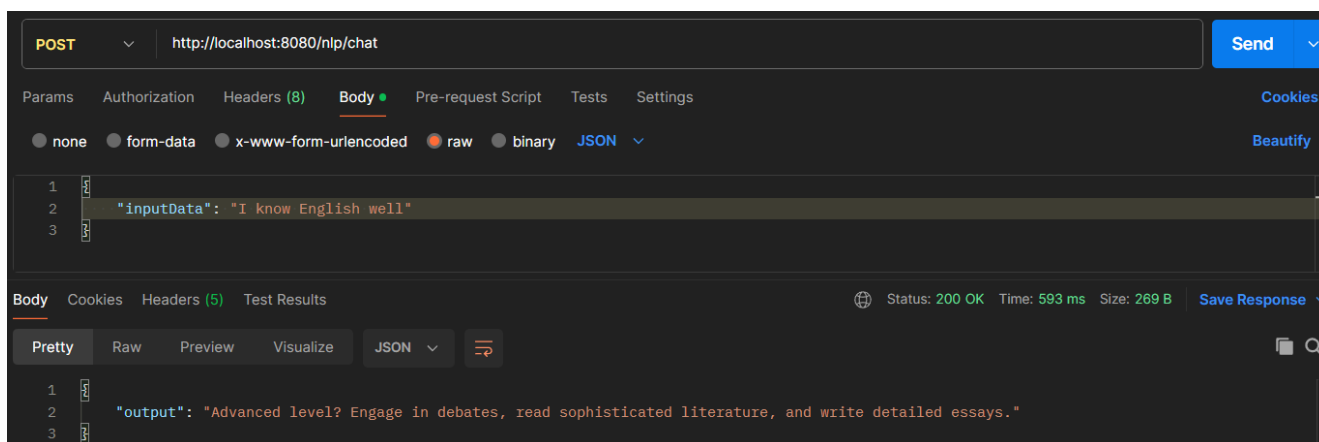 POST http://localhost:8080/nlp/chat Send
Params Authorization Headers (8) Body Pre-request Script Tests Settings Cookies
none form-data x-www-form-urlencoded raw binary JSON Beautify
1 {
2 "inputData": "I know English well"
3 }
Body Cookies Headers (5) Test Results Status: 200 OK Time: 593 ms Size: 269 B Save Response
Pretty Raw Preview Visualize JSON
1 {
2 "output": "Advanced level? Engage in debates, read sophisticated literature, and write detailed essays."
3 }